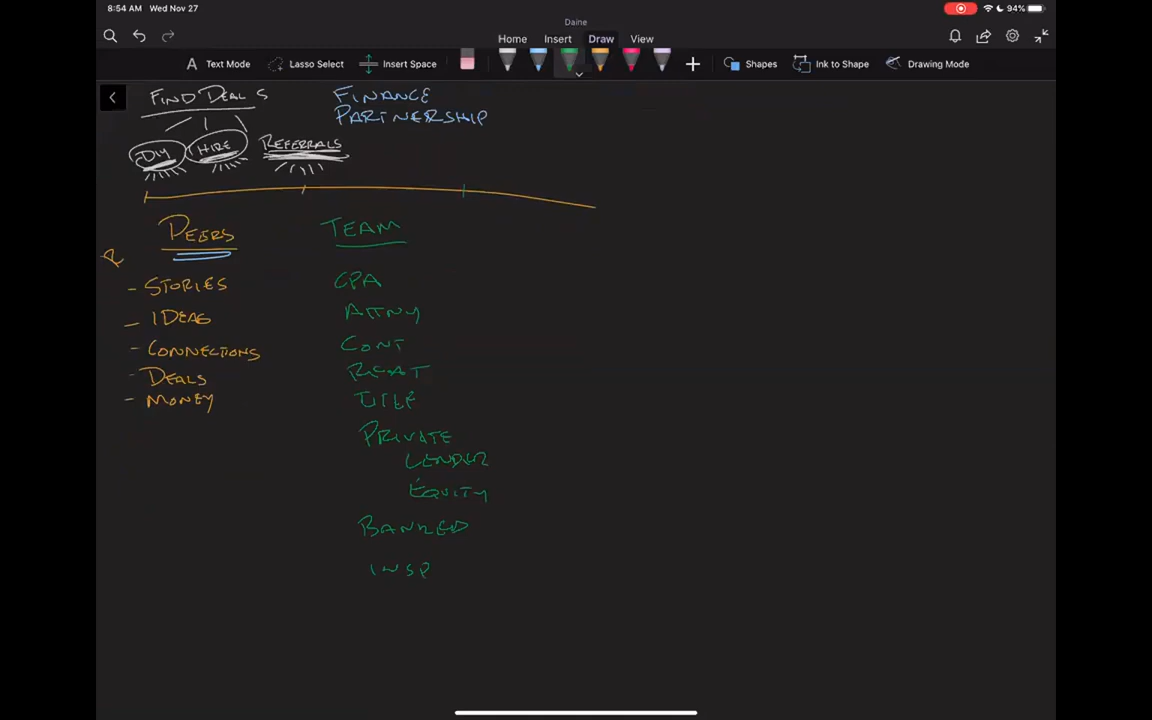 8:54 AM Wed Nov 27
94%
Daine
Home Insert Draw View
Text Mode Lasso Select Insert Space Shapes Ink to Shape Drawing Mode
FIND DEALS
FINANCE
PARTNERSHIP
DIY HIRE REFERRALS
PEERS
- STORIES
- IDEAS
- CONNECTIONS
- DEALS
- MONEY
TEAM
CPA
ATTNY
CONT
TITLE
PRIVATE
LENDER
EQUITY
INSP